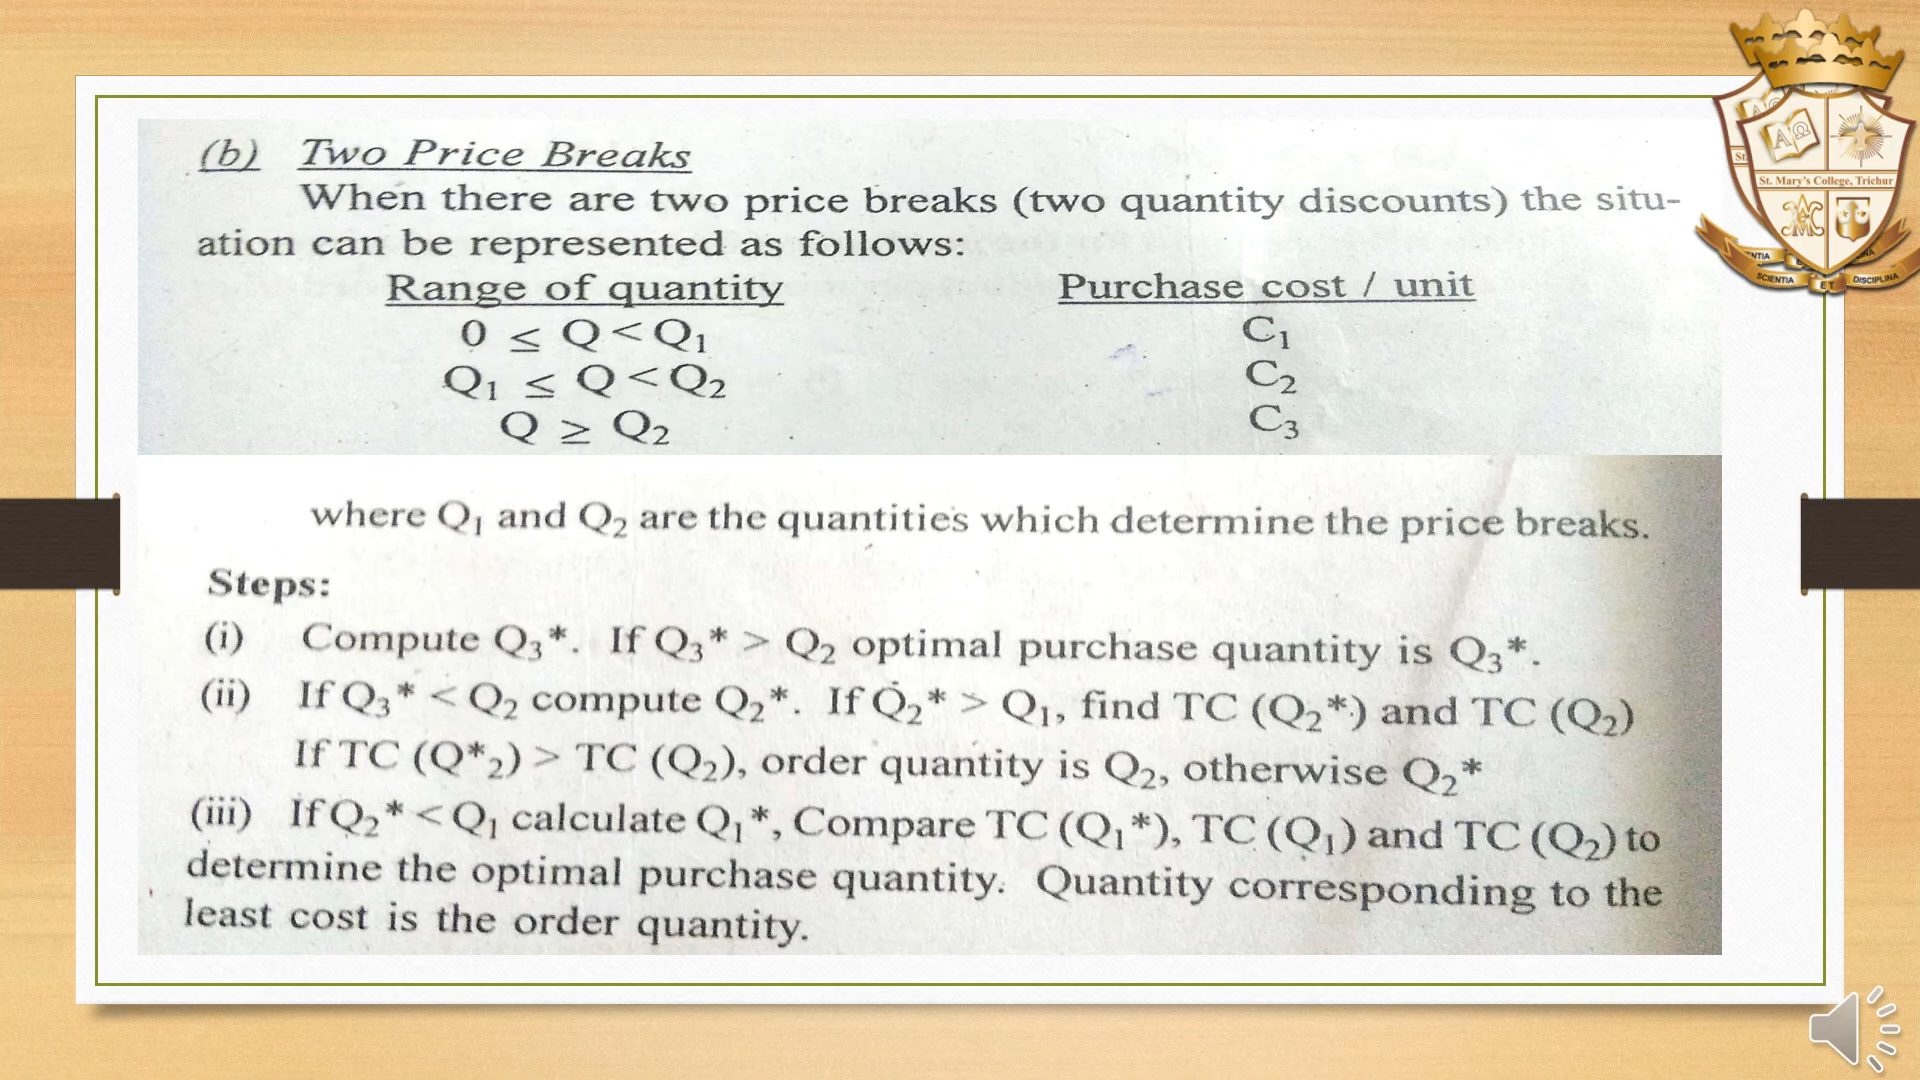 (b) Two Price Breaks
When there are two price breaks (two quantity discounts) the situ-
ation can be represented as follows:
Range of quantity Purchase cost / unit
0 ≤ Q < Q₁ C₁
Q₁ ≤ Q < Q₂ C₂
Q ≥ Q₂ C₃
where Q₁ and Q₂ are the quantities which determine the price breaks.
Steps:
(i) Compute Q₃*. If Q₃* > Q₂ optimal purchase quantity is Q₃*.
(ii) If Q₃* < Q₂ compute Q₂*. If Q₂* > Q₁, find TC (Q₂*) and TC (Q₂)
If TC (Q*₂) > TC (Q₂), order quantity is Q₂, otherwise Q₂*
(iii) If Q₂* < Q₁ calculate Q₁*, Compare TC (Q₁*), TC (Q₁) and TC (Q₂) to
determine the optimal purchase quantity. Quantity corresponding to the
least cost is the order quantity.
ΑΩ
St. Mary's College, Trichur
SCIENTIA ET DISCIPLINA